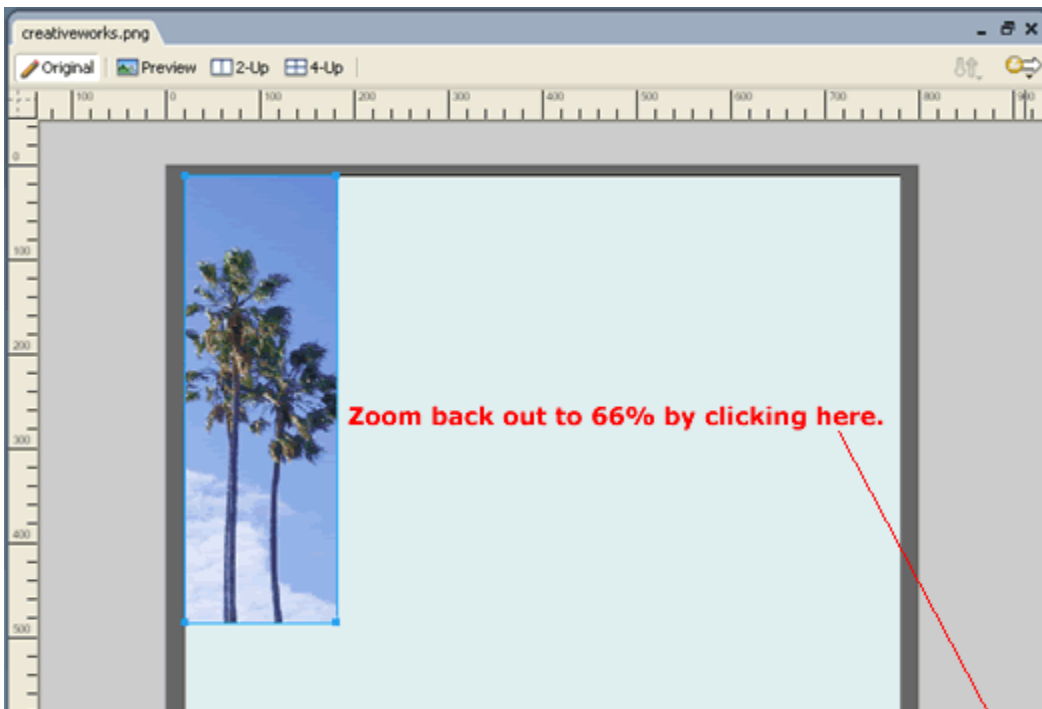 creativeworks.png
Original Preview 2-Up 4-Up
100 0 100 200 300 400 500 600 700 800 900
0
100
200
Zoom back out to 66% by clicking here.
300
400
500